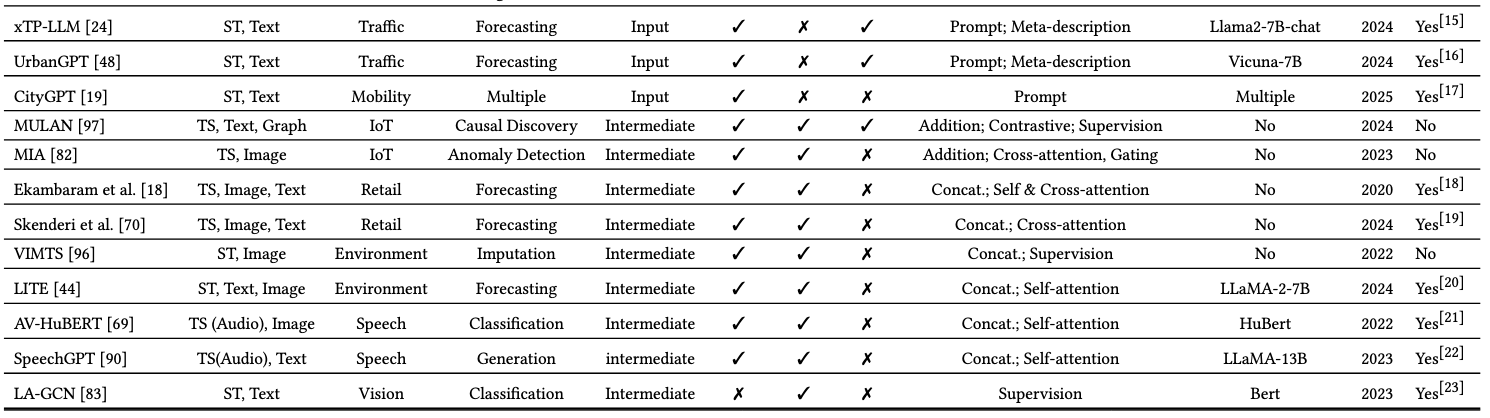 xTP-LLM [24] ST, Text Traffic Forecasting Input ✓ ✗ ✓ Prompt; Meta-description Llama2-7B-chat 2024 Yes[15]
UrbanGPT [48] ST, Text Traffic Forecasting Input ✓ ✗ ✓ Prompt; Meta-description Vicuna-7B 2024 Yes[16]
CityGPT [19] ST, Text Mobility Multiple Input ✓ ✗ ✗ Prompt Multiple 2025 Yes[17]
MULAN [97] TS, Text, Graph IoT Causal Discovery Intermediate ✓ ✓ ✓ Addition; Contrastive; Supervision No 2024 No
MIA [82] TS, Image IoT Anomaly Detection Intermediate ✓ ✓ ✗ Addition; Cross-attention, Gating No 2023 No
Ekambaram et al. [18] TS, Image, Text Retail Forecasting Intermediate ✓ ✓ ✗ Concat.; Self & Cross-attention No 2020 Yes[18]
Skenderi et al. [70] TS, Image, Text Retail Forecasting Intermediate ✓ ✓ ✗ Concat.; Cross-attention No 2024 Yes[19]
VIMTS [96] ST, Image Environment Imputation Intermediate ✓ ✓ ✗ Concat.; Supervision No 2022 No
LITE [44] ST, Text, Image Environment Forecasting Intermediate ✓ ✓ ✗ Concat.; Self-attention LLaMA-2-7B 2024 Yes[20]
AV-HuBERT [69] TS (Audio), Image Speech Classification Intermediate ✓ ✓ ✗ Concat.; Self-attention HuBert 2022 Yes[21]
SpeechGPT [90] TS(Audio), Text Speech Generation intermediate ✓ ✓ ✗ Concat.; Self-attention LLaMA-13B 2023 Yes[22]
LA-GCN [83] ST, Text Vision Classification Intermediate ✗ ✓ ✗ Supervision Bert 2023 Yes[23]